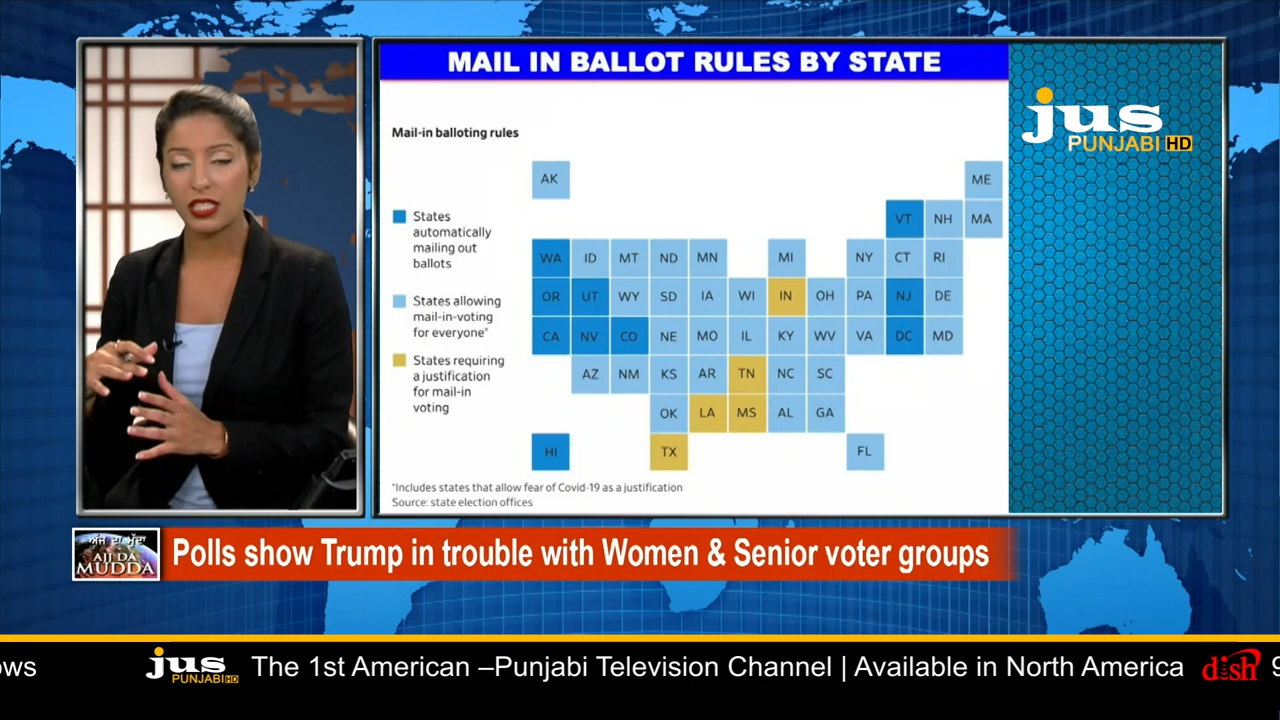 MAIL IN BALLOT RULES BY STATE
jus
PUNJABI HD
Mail-in balloting rules
AK
ME
States
automatically
mailing out
ballots
VT NH MA
WA ID MT ND MN MI NY CT RI
OR UT WY SD IA WI IN OH PA NJ DE
States allowing
mail-in-voting
for everyone*
CA NV CO NE MO IL KY WV VA DC MD
States requiring
a justification
for mail-in
voting
AZ NM KS AR TN NC SC
OK LA MS AL GA
HI TX FL
*Includes states that allow fear of Covid-19 as a justification
Source: state election offices
ਅੱਜ ਦਾ ਮੁੱਦਾ
AJJ DA
MUDDA
Polls show Trump in trouble with Women & Senior voter groups
ows jus PUNJABI HD The 1st American –Punjabi Television Channel | Available in North America dish 9